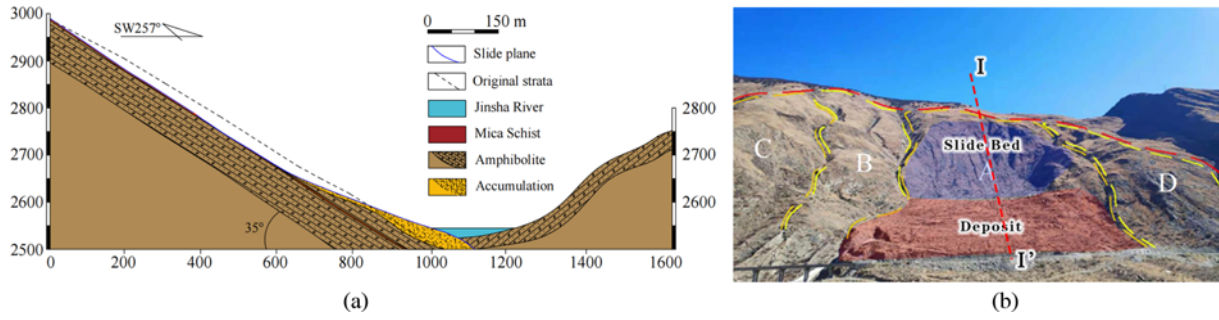 SW257°
0 150 m
Slide plane
Original strata
Jinsha River
Mica Schist
Amphibolite
Accumulation
3000
2900
2800
2700
2600
2500
2800
2700
2600
2500
35°
0 200 400 600 800 1000 1200 1400 1600
(a)
I
Slide Bed
A
B
C
D
Deposit
I'
(b)